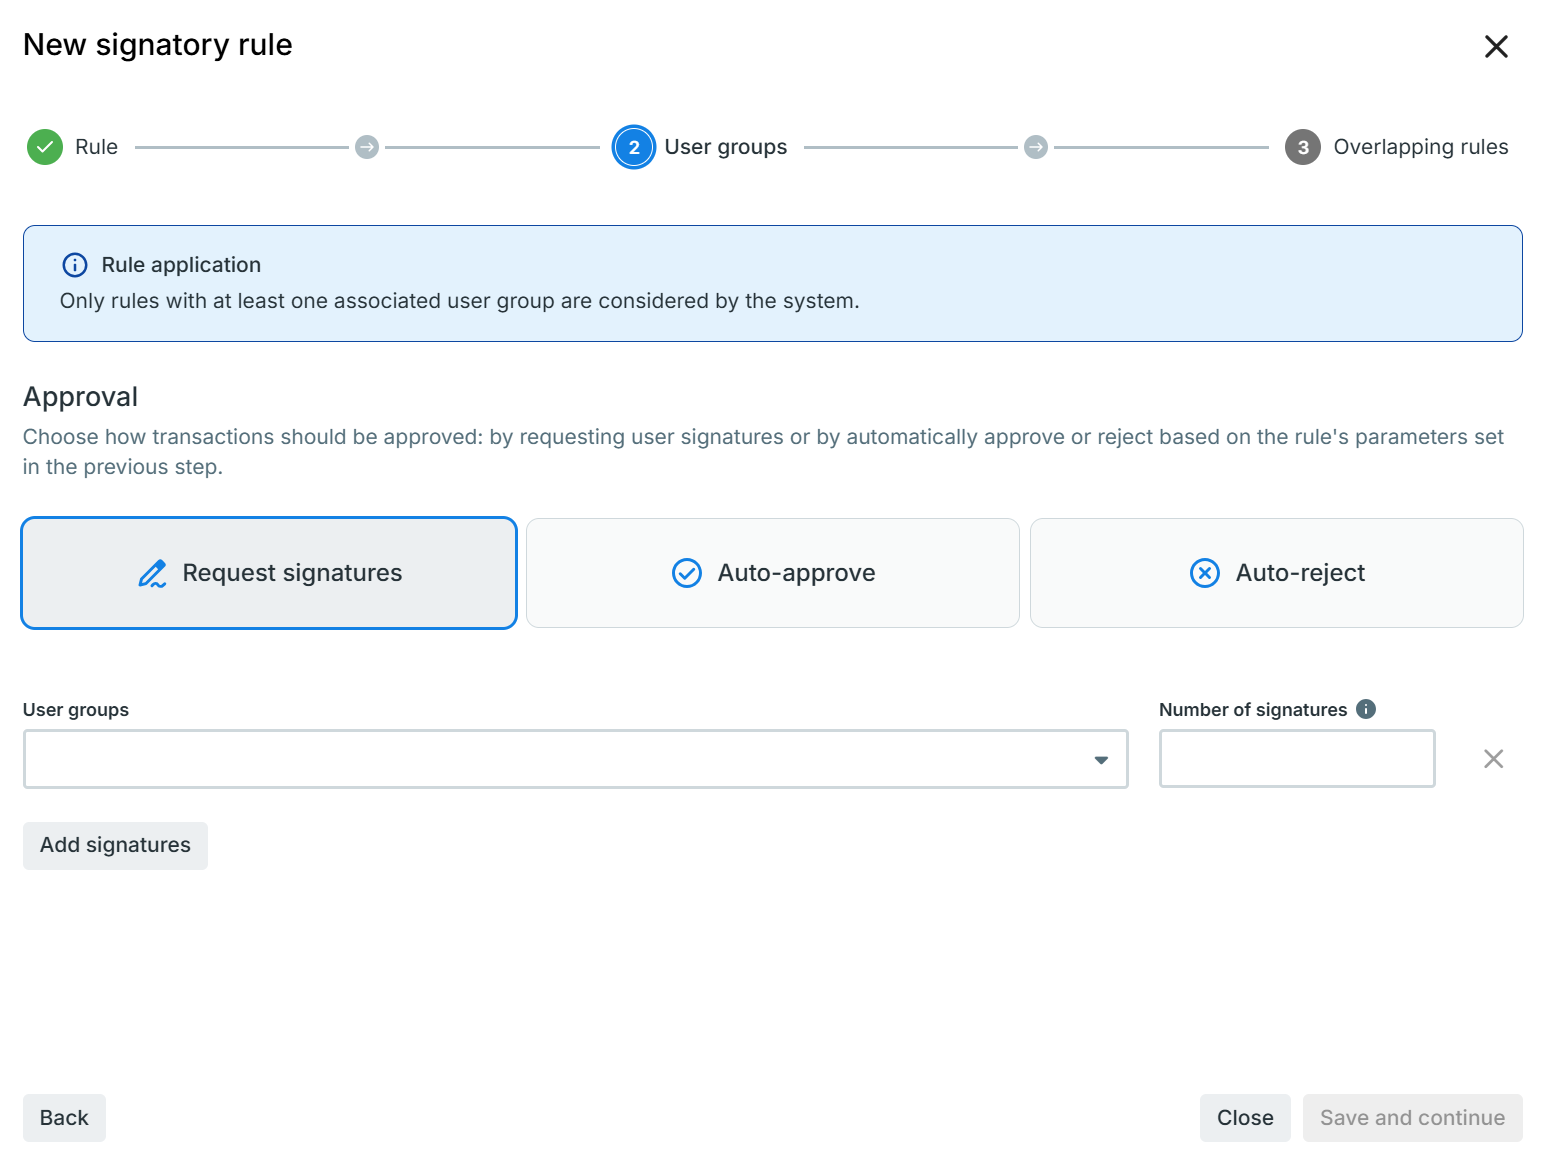 New signatory rule
Rule
2 User groups
3 Overlapping rules
Rule application
Only rules with at least one associated user group are considered by the system.
Approval
Choose how transactions should be approved: by requesting user signatures or by automatically approve or reject based on the rule's parameters set
in the previous step.
Request signatures
Auto-approve
Auto-reject
User groups
Number of signatures
Add signatures
Back
Close
Save and continue